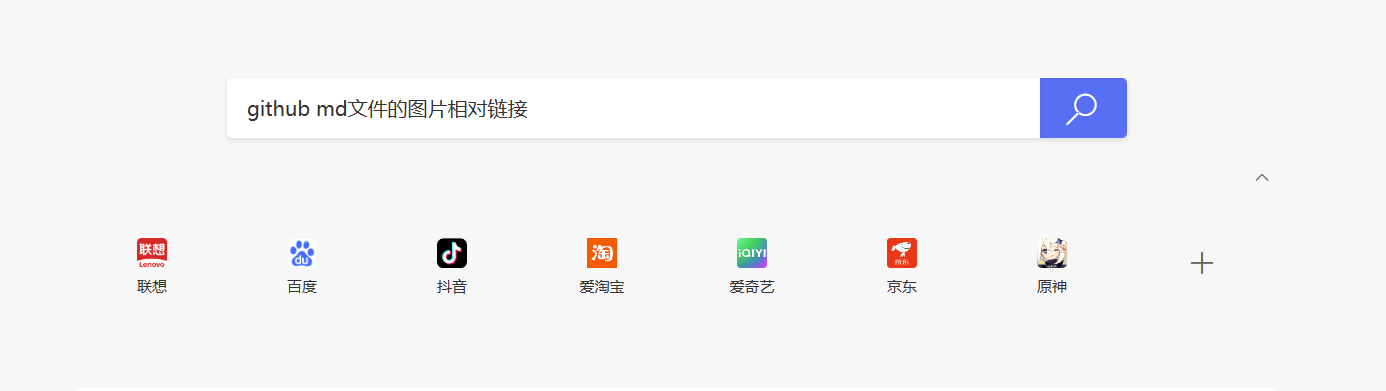 github md文件的图片相对链接
联想
Lenovo
du
淘
iQIYI
京东
联想
百度
抖音
爱淘宝
爱奇艺
京东
原神